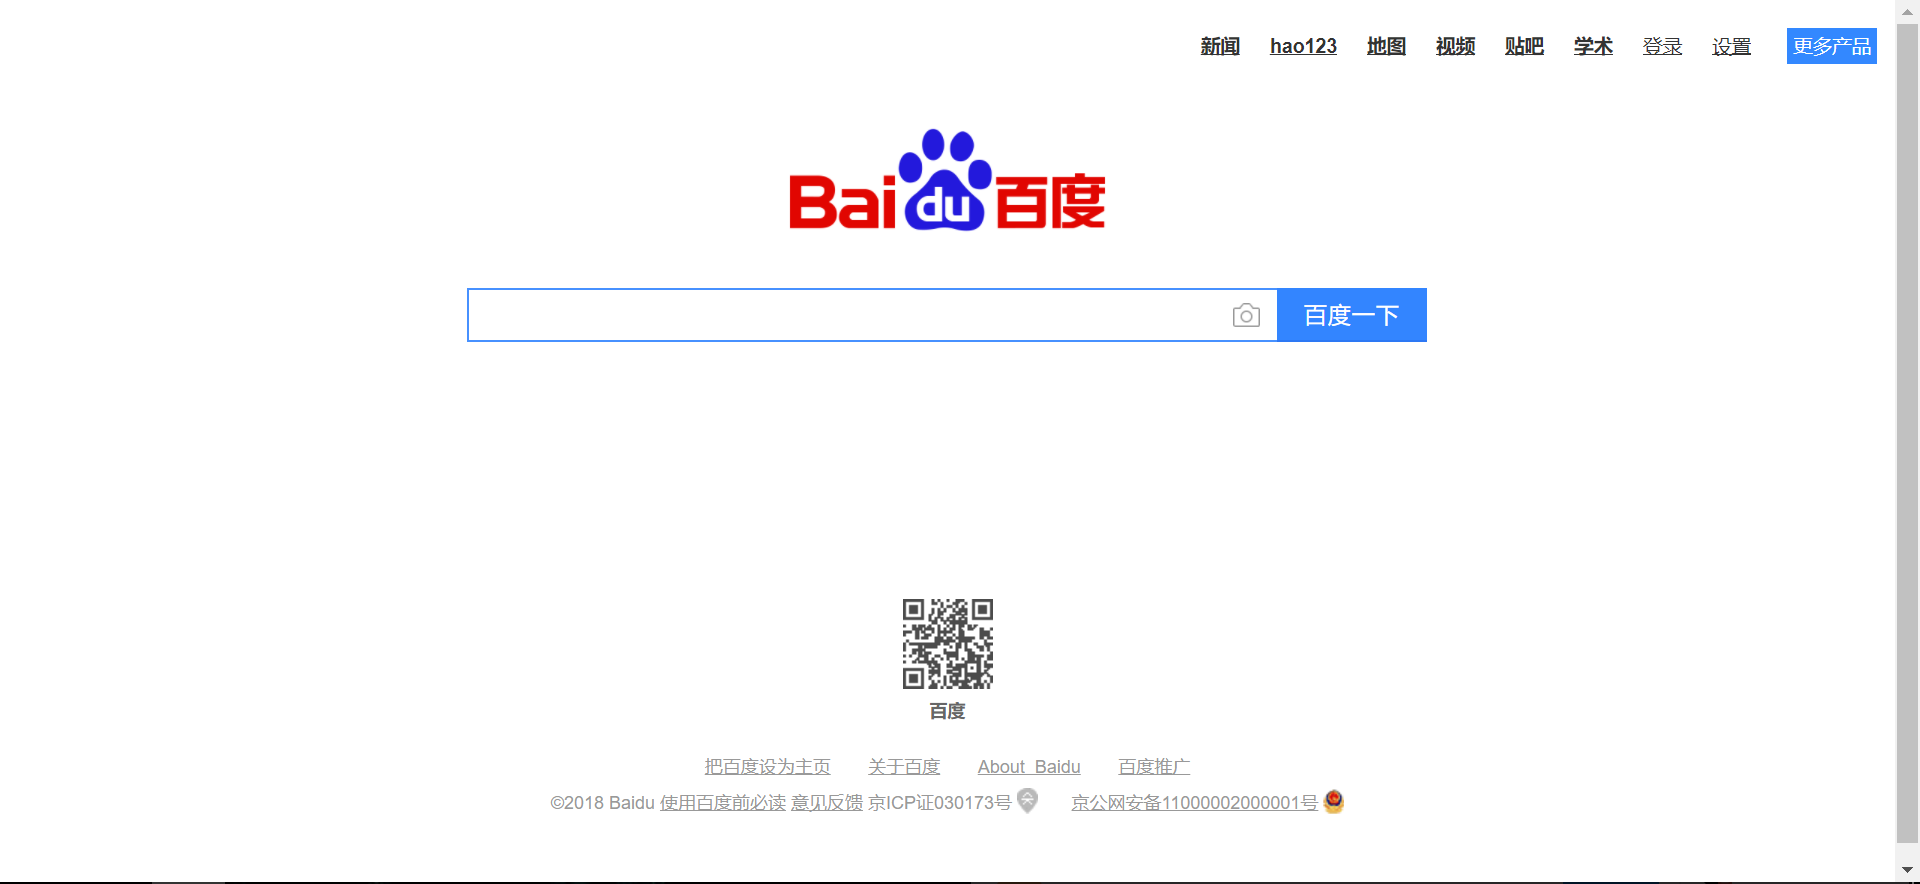 新闻 hao123 地图 视频 贴吧 学术 登录 设置 更多产品
Bai du 百度
百度一下
百度
把百度设为主页 关于百度 About Baidu 百度推广
©2018 Baidu 使用百度前必读 意见反馈 京ICP证030173号 京公网安备11000002000001号